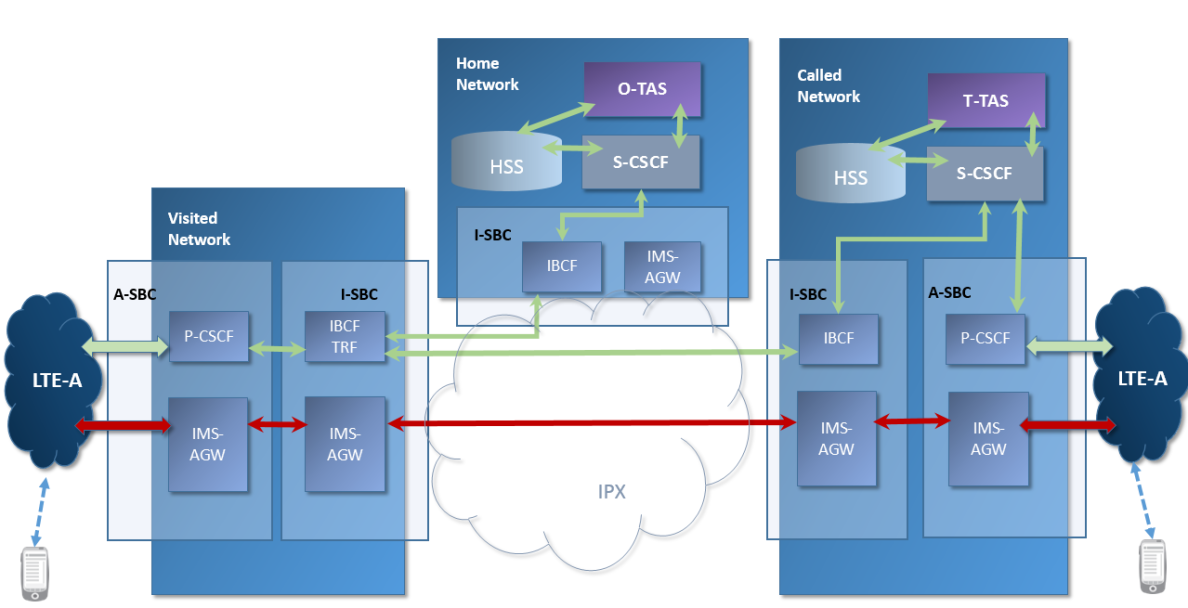 Home
Network
O-TAS
HSS
S-CSCF
I-SBC
IBCF
IMS-
AGW
Called
Network
T-TAS
HSS
S-CSCF
Visited
Network
A-SBC
I-SBC
P-CSCF
IBCF
TRF
IMS-
AGW
IMS-
AGW
LTE-A
IPX
I-SBC
A-SBC
IBCF
P-CSCF
IMS-
AGW
IMS-
AGW
LTE-A